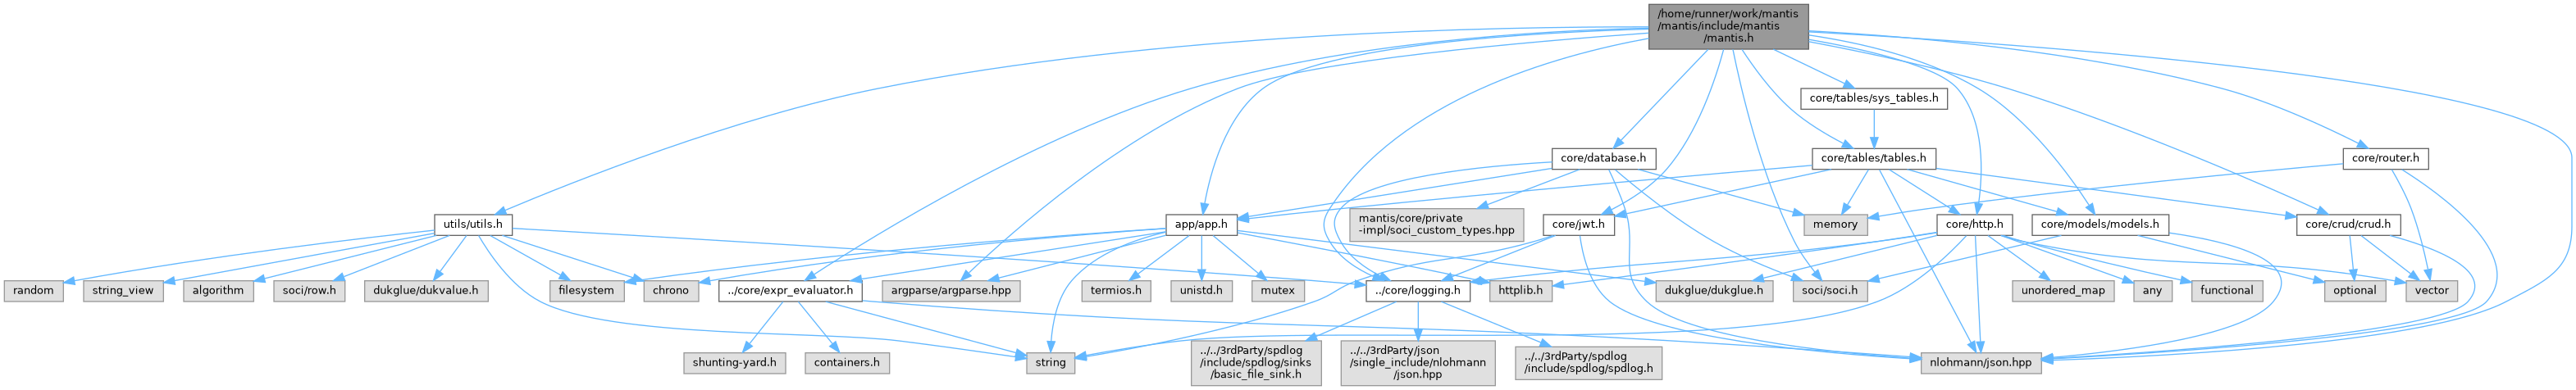 /home/runner/work/mantis
/mantis/include/mantis
/mantis.h
core/tables/sys_tables.h
core/database.h
core/tables/tables.h
core/router.h
mantis/core/private
-impl/soci_custom_types.hpp
utils/utils.h
app/app.h
core/jwt.h
memory
core/http.h
core/models/models.h
core/crud/crud.h
random
string_view
algorithm
soci/row.h
dukglue/dukvalue.h
filesystem
chrono
../core/expr_evaluator.h
argparse/argparse.hpp
termios.h
unistd.h
mutex
../core/logging.h
httplib.h
dukglue/dukglue.h
soci/soci.h
unordered_map
any
functional
optional
vector
shunting-yard.h
containers.h
string
../../3rdParty/spdlog
/include/spdlog/sinks
/basic_file_sink.h
../../3rdParty/json
/single_include/nlohmann
/json.hpp
../../3rdParty/spdlog
/include/spdlog/spdlog.h
nlohmann/json.hpp